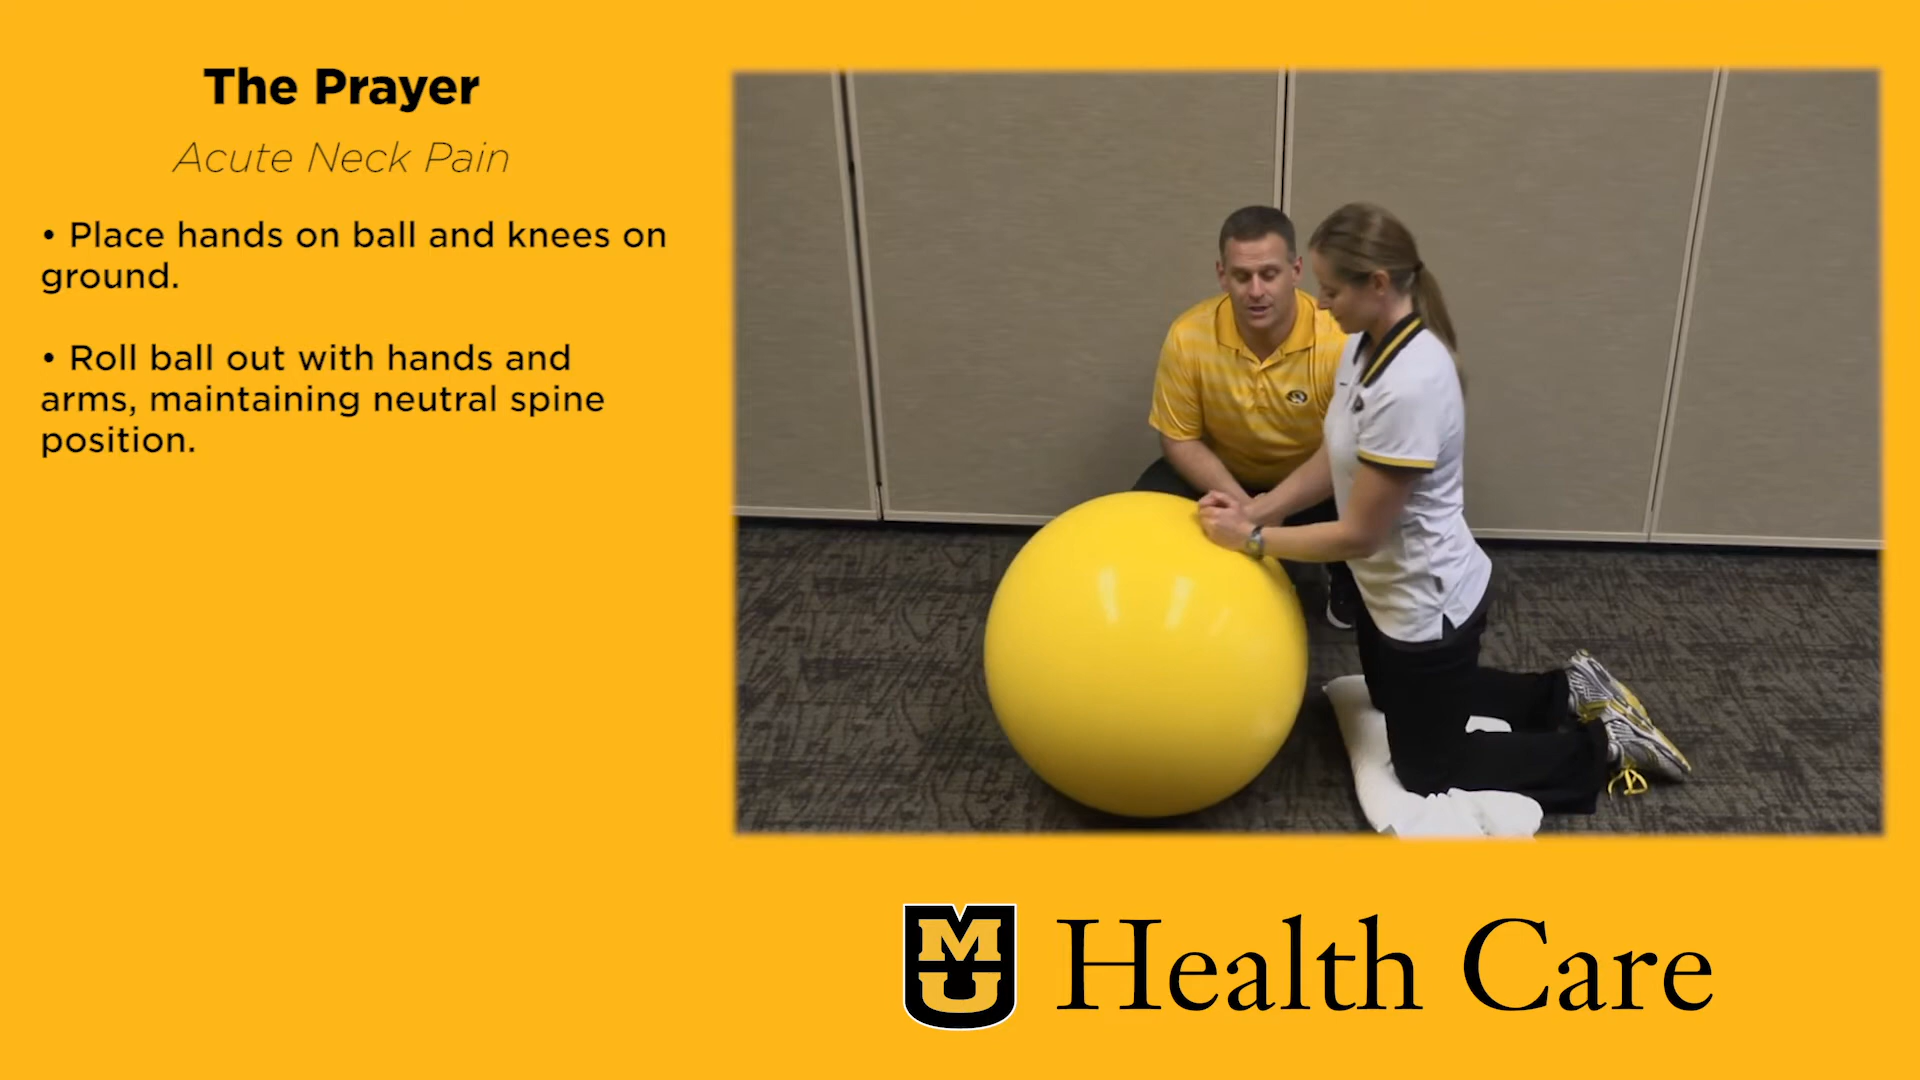 The Prayer
Acute Neck Pain
• Place hands on ball and knees on
ground.
• Roll ball out with hands and
arms, maintaining neutral spine
position.
MU Health Care